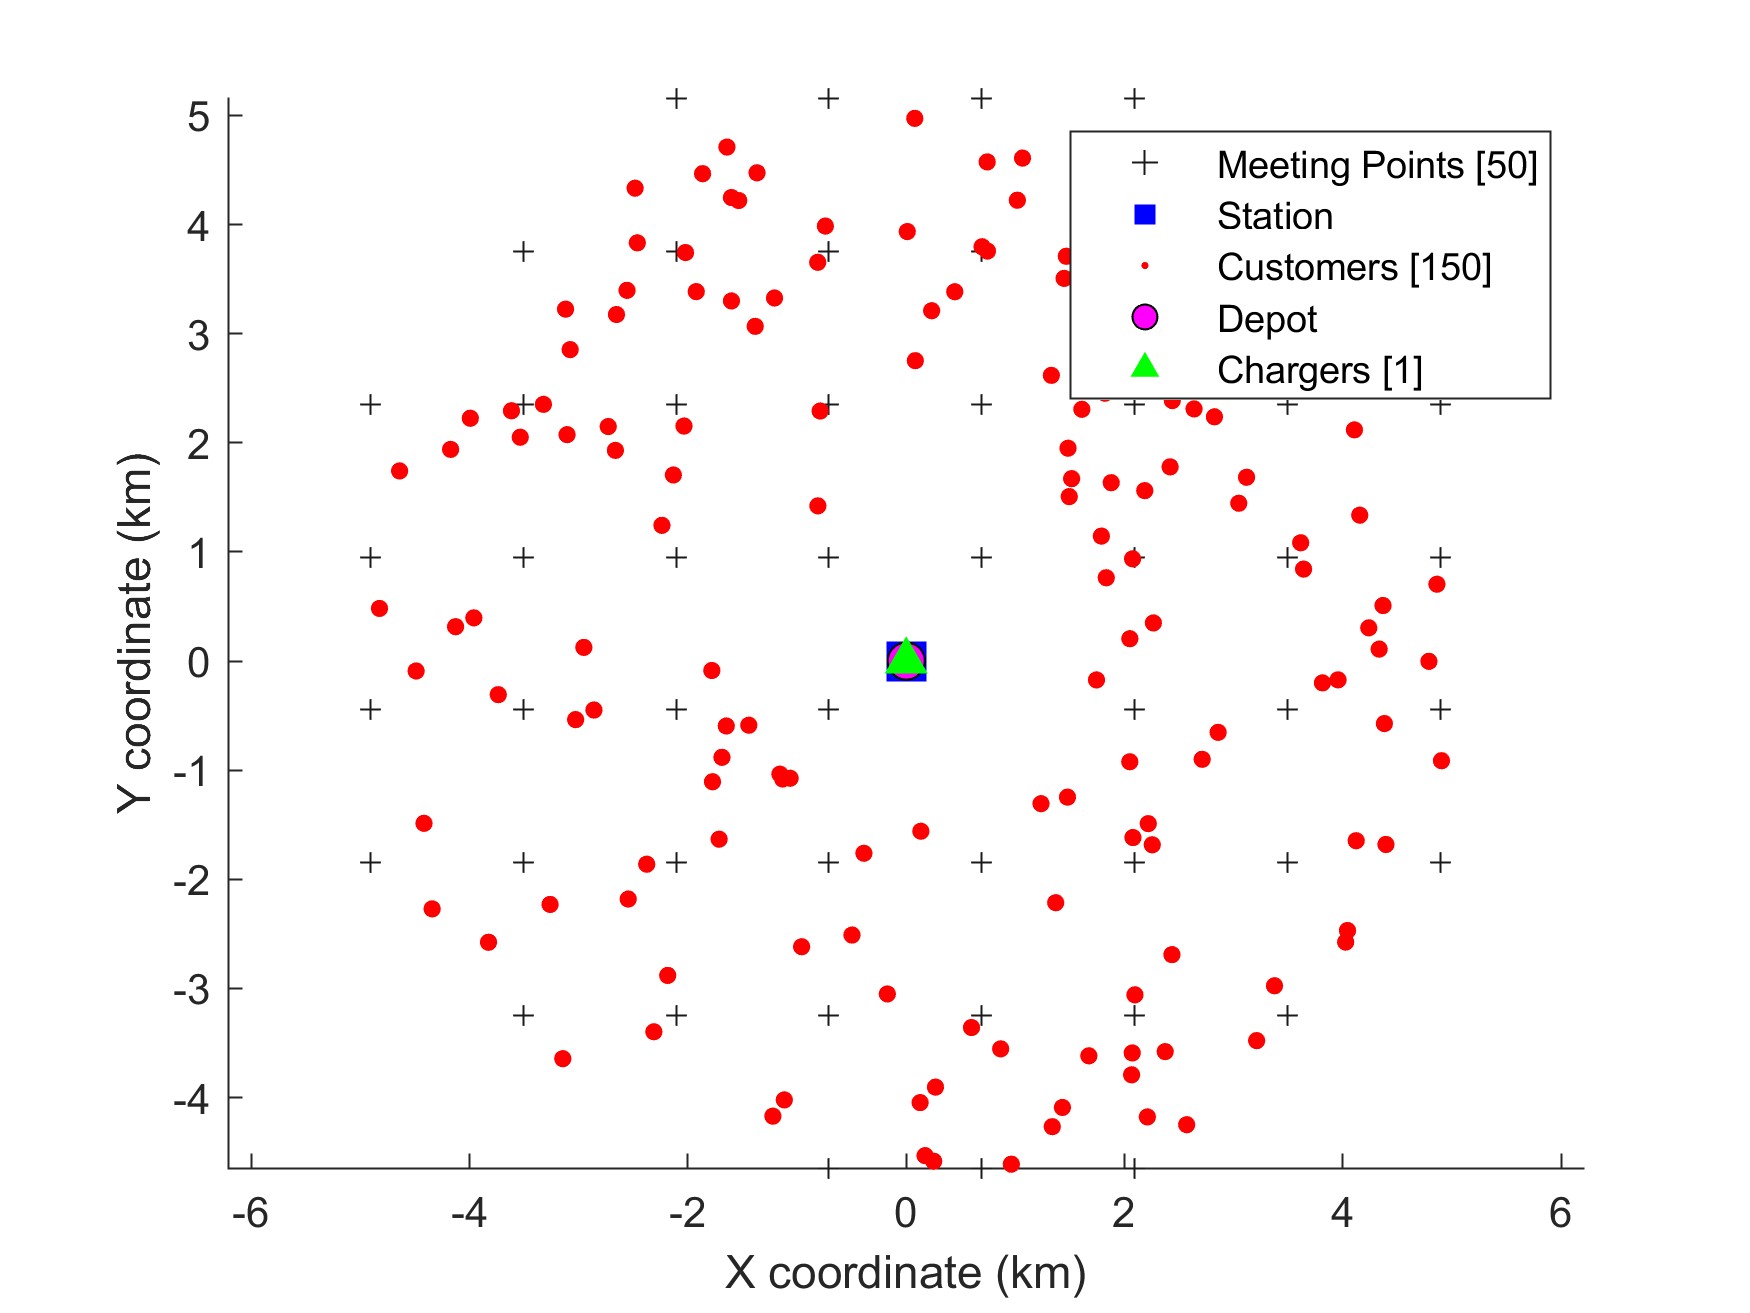 5
4
3
2
1
0
-1
-2
-3
-4
Y coordinate (km)
Meeting Points [50]
Station
Customers [150]
Depot
Chargers [1]
-6 -4 -2 0 2 4 6
X coordinate (km)